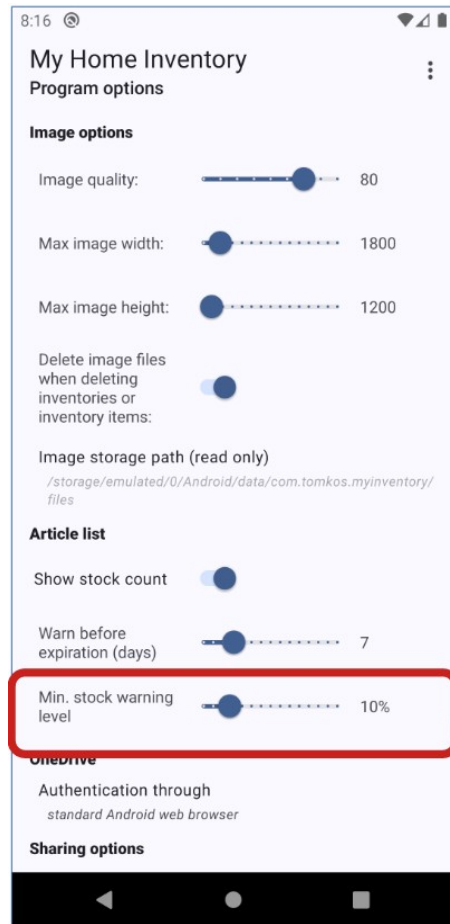 8:16
My Home Inventory
Program options
Image options
Image quality:
80
Max image width:
1800
Max image height:
1200
Delete image files
when deleting
inventories or
inventory items:
Image storage path (read only)
/storage/emulated/0/Android/data/com.tomkos.myinventory/
files
Article list
Show stock count
Warn before
expiration (days)
7
Min. stock warning
level
10%
OneDrive
Authentication through
standard Android web browser
Sharing options